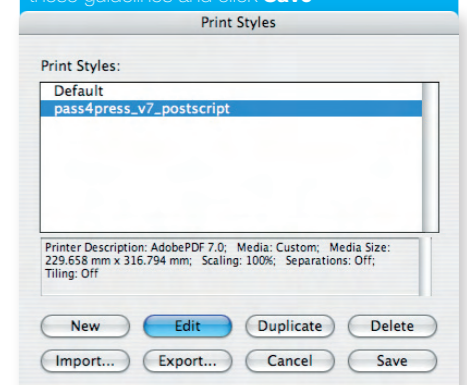 these guidelines and click Save
Print Styles
Print Styles:
Default
pass4press_v7_postscript
Printer Description: AdobePDF 7.0; Media: Custom; Media Size:
229.658 mm x 316.794 mm; Scaling: 100%; Separations: Off;
Tiling: Off
New Edit Duplicate Delete
Import... Export... Cancel Save